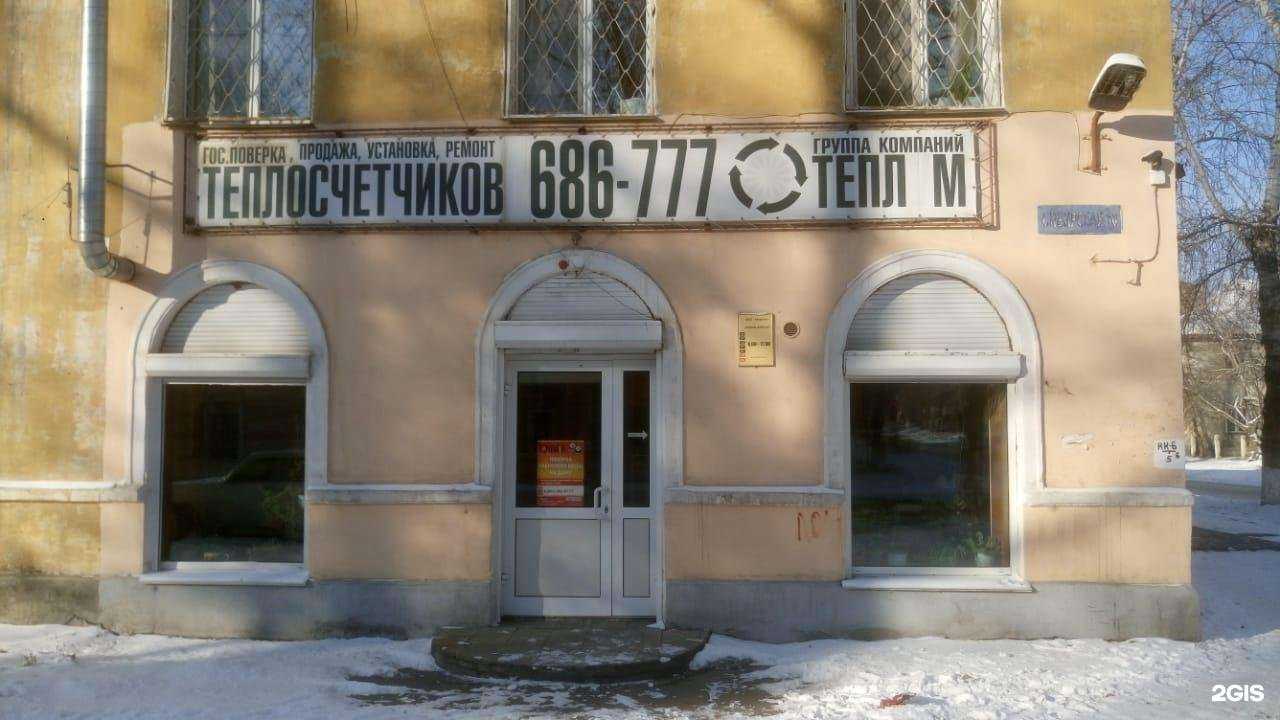 ГОС.ПОВЕРКА, ПРОДАЖА, УСТАНОВКА, РЕМОНТ
ТЕПЛОСЧЕТЧИКОВ
686-777
ГРУППА КОМПАНИЙ
ТЕПЛ М
2GIS